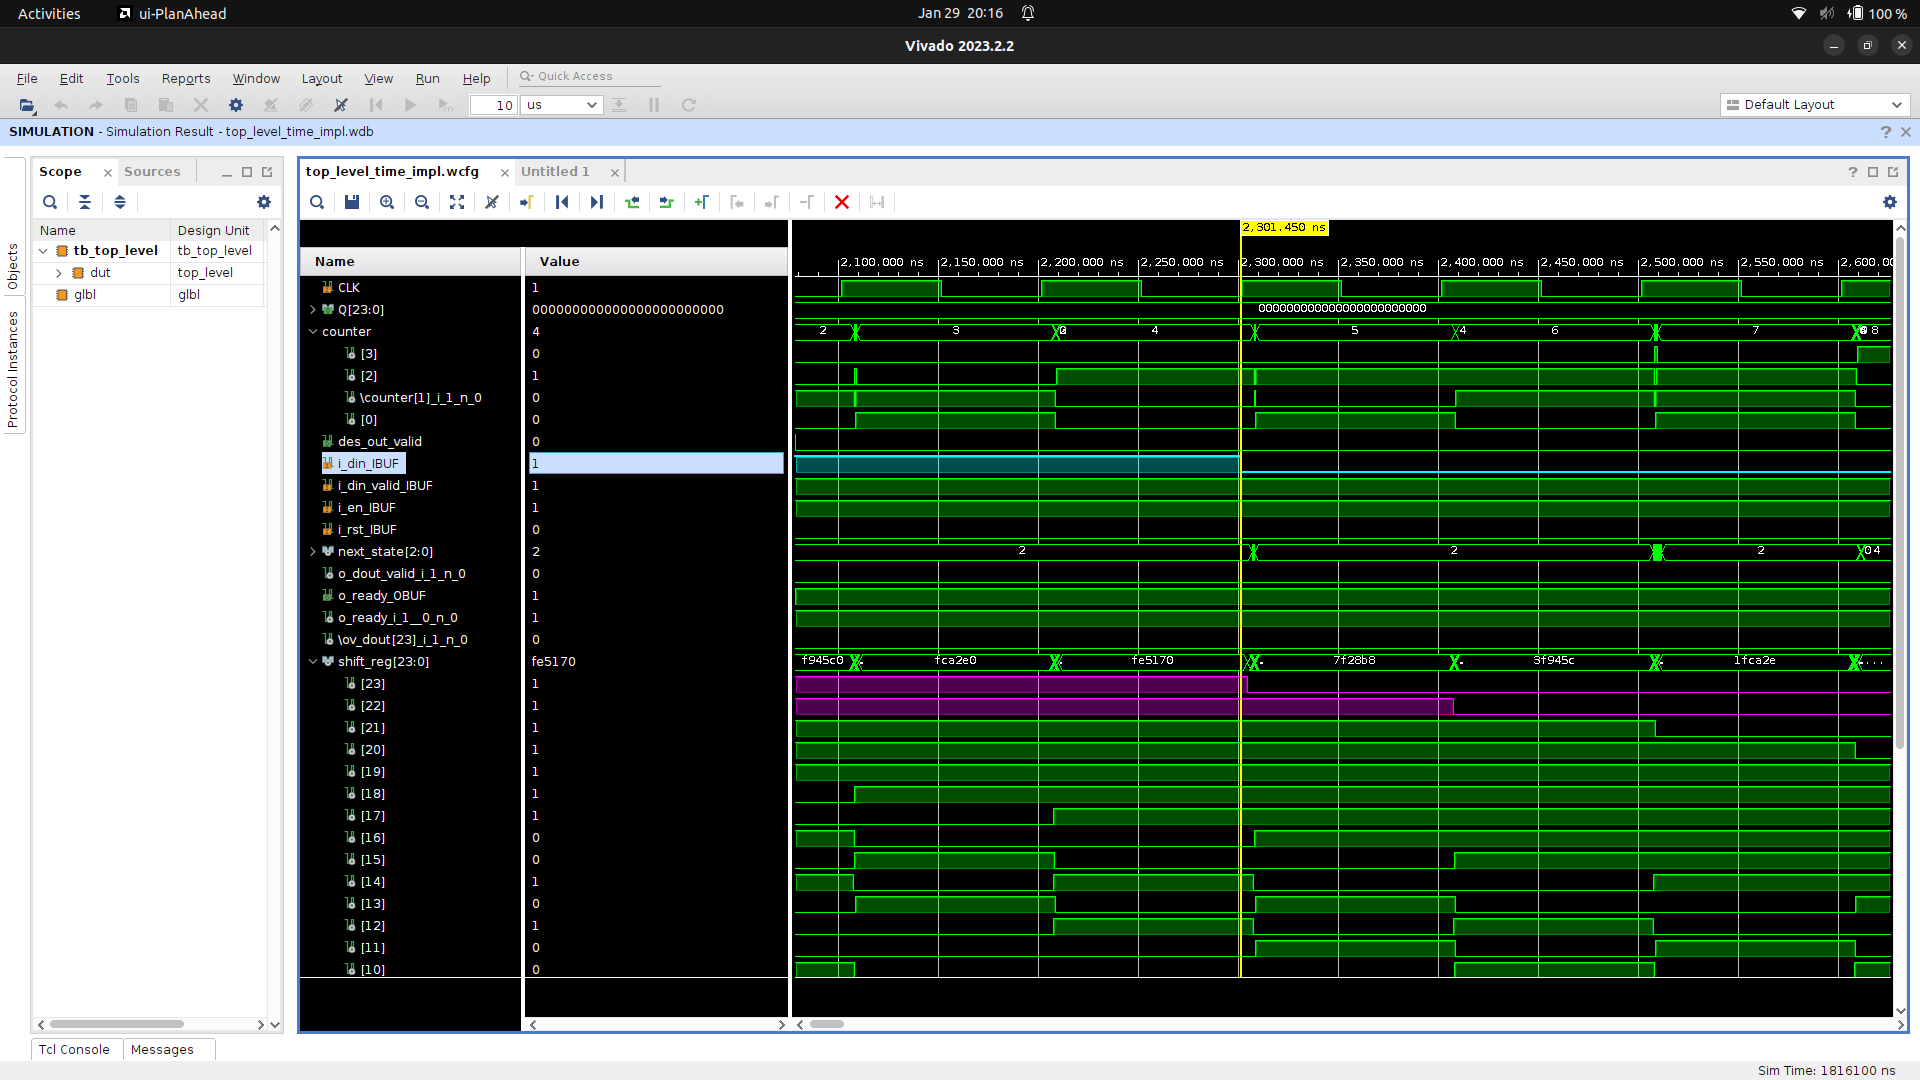 Activities ui-PlanAhead Jan 29 20:16 100 %
Vivado 2023.2.2
File Edit Tools Reports Window Layout View Run Help Quick Access
10 us Default Layout
SIMULATION - Simulation Result - top_level_time_impl.wdb
Scope Sources top_level_time_impl.wcfg Untitled 1
Objects
Protocol Instances
Name Design Unit
tb_top_level tb_top_level
dut top_level
glbl glbl
2,301.450 ns
Name Value 2,100.000 ns 2,150.000 ns 2,200.000 ns 2,250.000 ns 2,300.000 ns 2,350.000 ns 2,400.000 ns 2,450.000 ns 2,500.000 ns 2,550.000 ns 2,600.0
CLK 1
Q[23:0] 000000000000000000000000 000000000000000000000000
counter 4 2 3 4 5 4 6 7 8
[3] 0
[2] 1
\counter[1]_i_1_n_0 0
[0] 0
des_out_valid 0
i_din_IBUF 1
i_din_valid_IBUF 1
i_en_IBUF 1
i_rst_IBUF 0
next_state[2:0] 2 2 2 2 0 4
o_dout_valid_i_1_n_0 0
o_ready_OBUF 1
o_ready_i_1__0_n_0 1
\ov_dout[23]_i_1_n_0 0
shift_reg[23:0] fe5170 f945c0 fca2e0 fe5170 7f28b8 3f945c 1fca2e ...
[23] 1
[22] 1
[21] 1
[20] 1
[19] 1
[18] 1
[17] 1
[16] 0
[15] 0
[14] 1
[13] 0
[12] 1
[11] 0
[10] 0
Tcl Console Messages
Sim Time: 1816100 ns